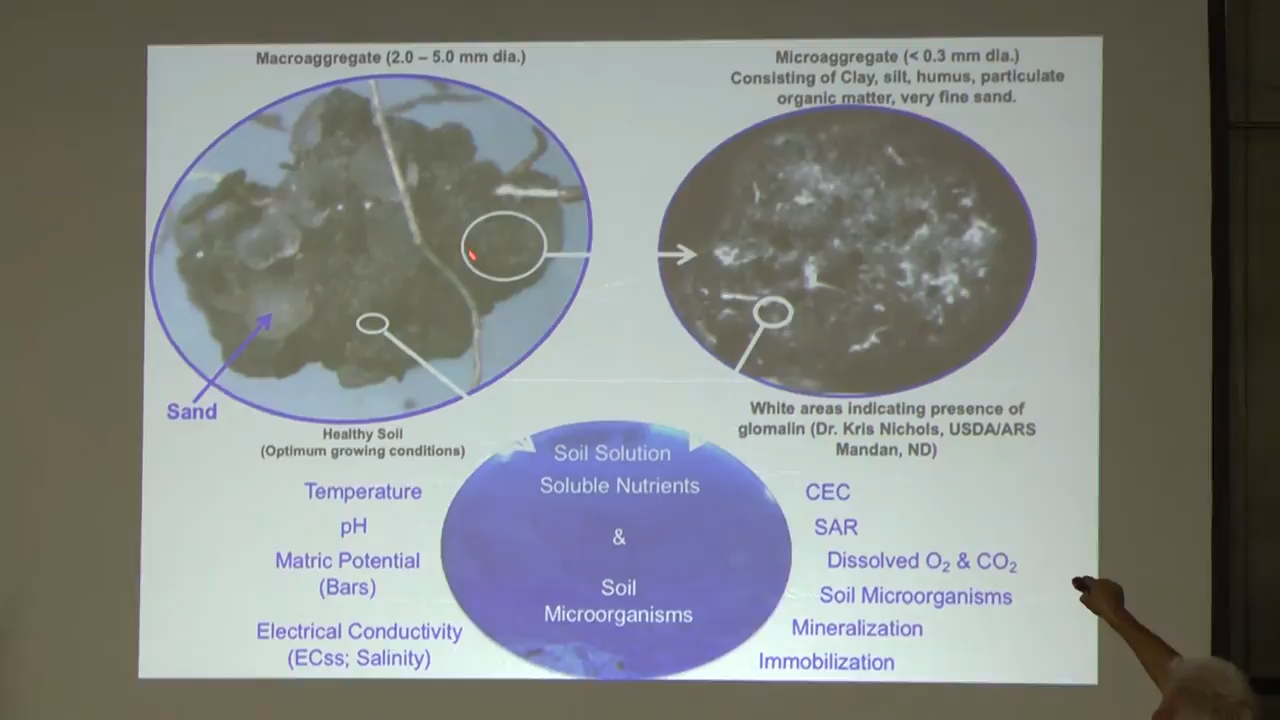 Macroaggregate (2.0 – 5.0 mm dia.)
Microaggregate (< 0.3 mm dia.)
Consisting of Clay, silt, humus, particulate
organic matter, very fine sand.
Sand
Healthy Soil
(Optimum growing conditions)
White areas indicating presence of
glomalin (Dr. Kris Nichols, USDA/ARS
Mandan, ND)
Temperature
pH
Matric Potential
(Bars)
Electrical Conductivity
(ECss; Salinity)
Soil Solution
Soluble Nutrients
&
Soil
Microorganisms
CEC
SAR
Dissolved O₂ & CO₂
Soil Microorganisms
Mineralization
Immobilization